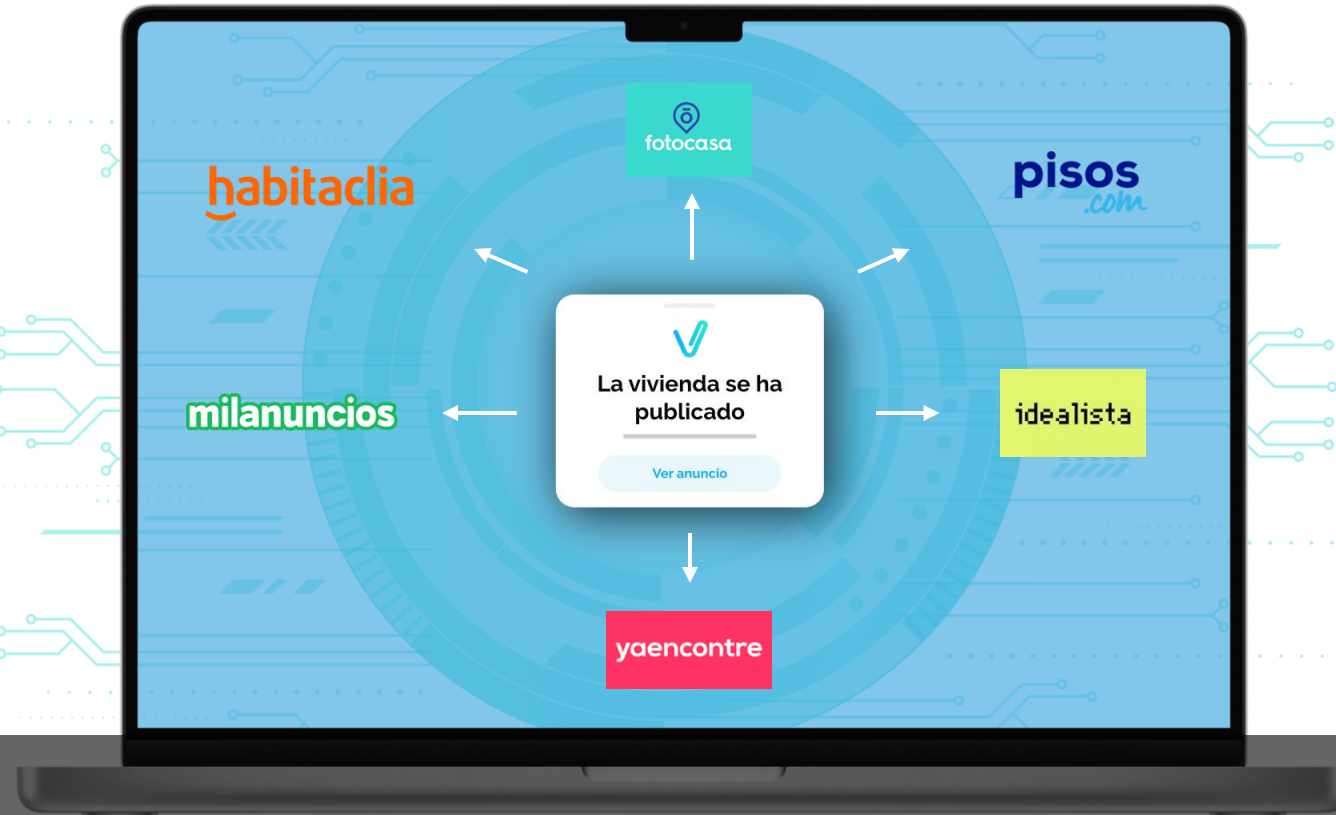 fotocasa
habitaclia
pisos
.com
La vivienda se ha
publicado
Ver anuncio
milanuncios
idealista
yaencontre